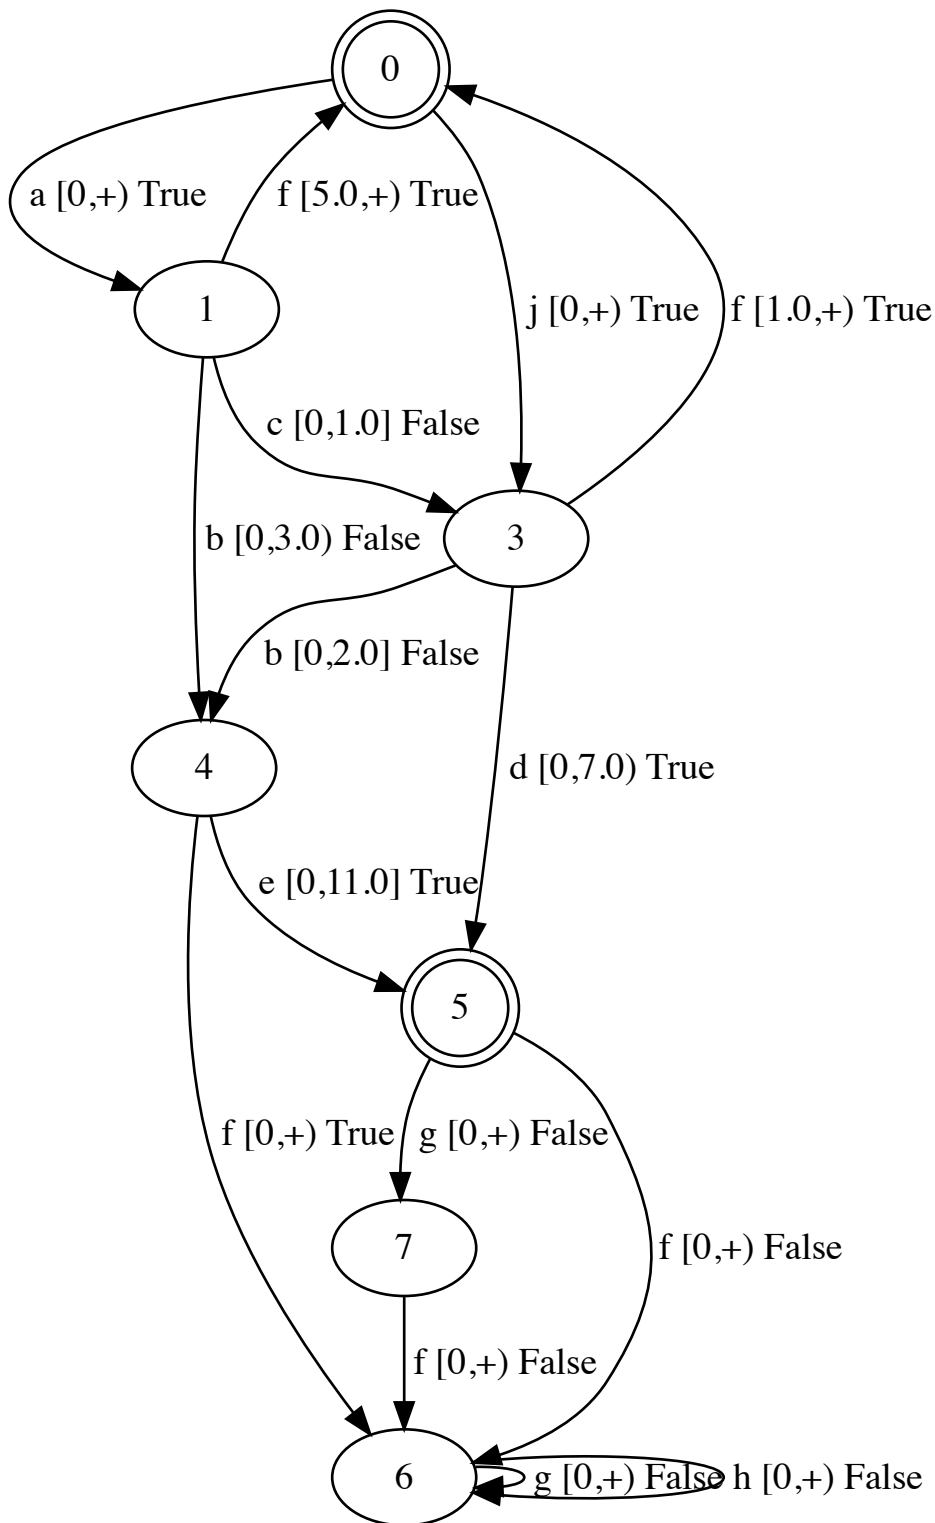 0
a [0,+) True
f [5.0,+) True
1
j [0,+) True
f [1.0,+) True
c [0,1.0] False
b [0,3.0) False
3
b [0,2.0] False
4
d [0,7.0) True
e [0,11.0] True
5
f [0,+) True
g [0,+) False
7
f [0,+) False
f [0,+) False
6
g [0,+) False
h [0,+) False